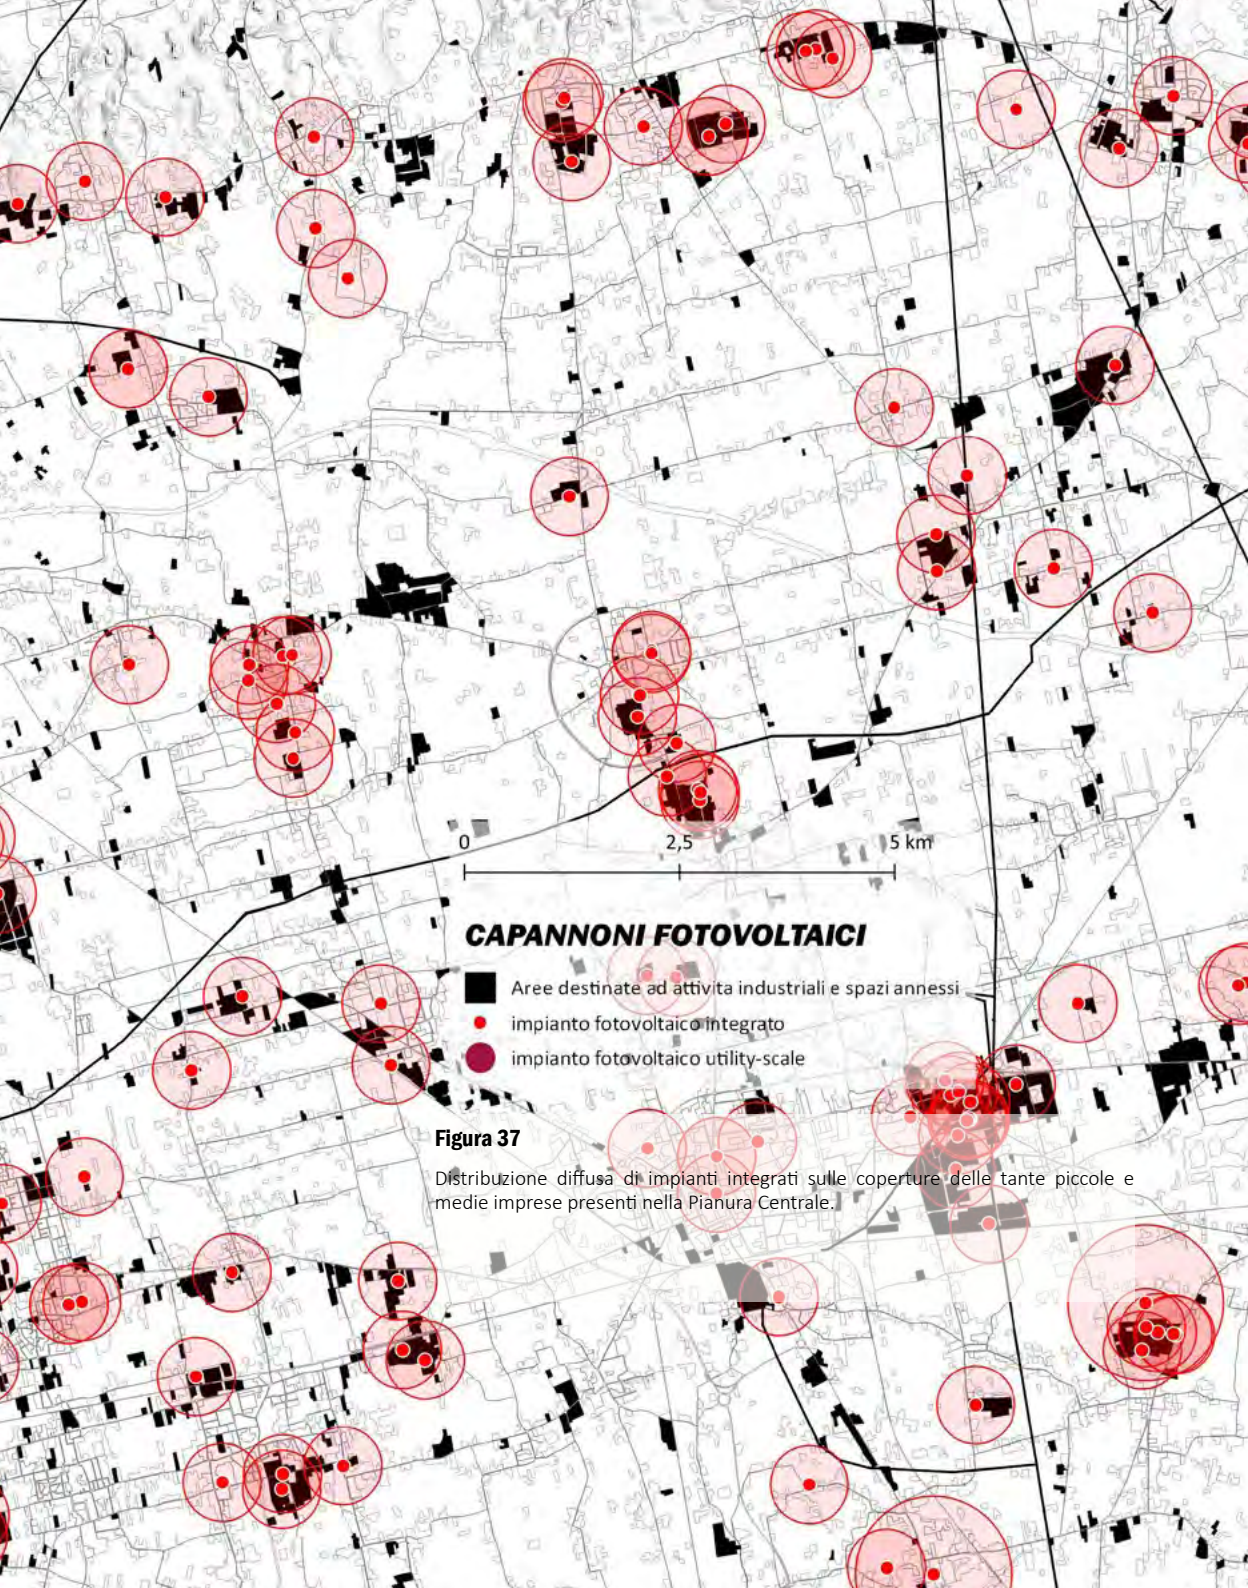 0 2,5 5 km
CAPANNONI FOTOVOLTAICI
Aree destinate ad attivita industriali e spazi annessi
impianto fotovoltaico integrato
impianto fotovoltaico utility-scale
Figura 37
Distribuzione diffusa di impianti integrati sulle coperture delle tante piccole e
medie imprese presenti nella Pianura Centrale.